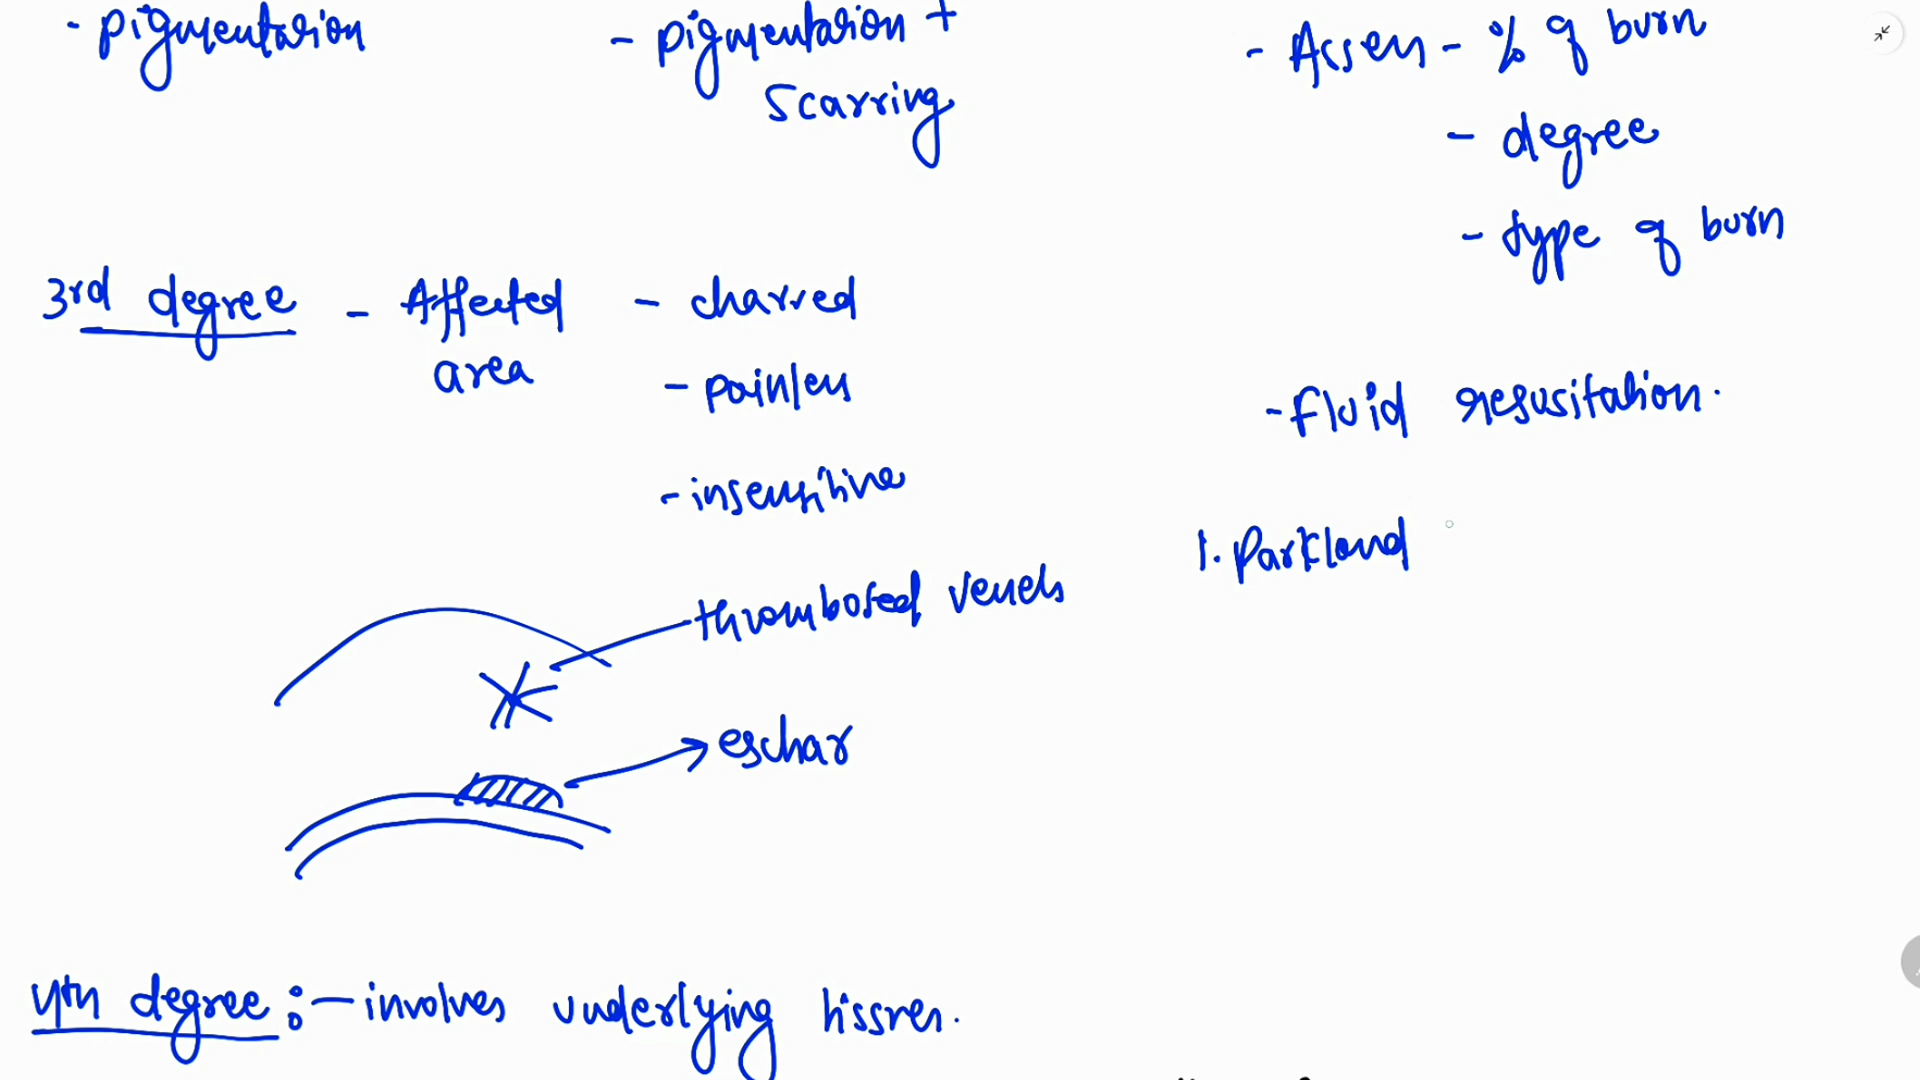 - pigmentation
- pigmentation +
scarring
3rd degree - Affected area
- charred
- painless
- insensitive
thrombosed vessels
eschar
4th degree :- involves underlying tissues.
- Assess - % of burn
- degree
- type of burn
- Fluid resusitation.
1. Parkland